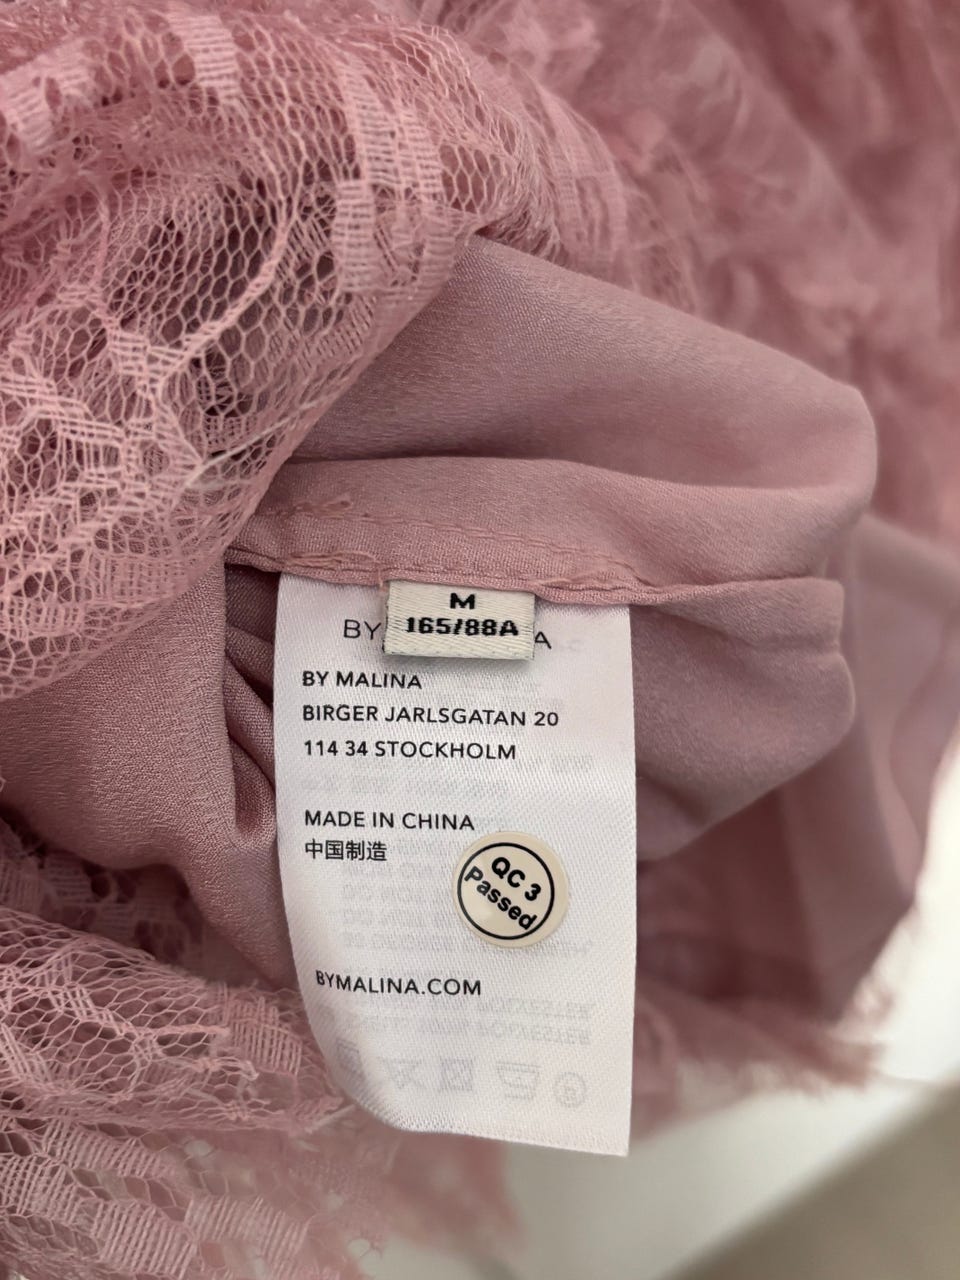 M
165/88A
BY A
BY MALINA
BIRGER JARLSGATAN 20
114 34 STOCKHOLM
MADE IN CHINA
中国制造
QC 3
Passed
BYMALINA.COM